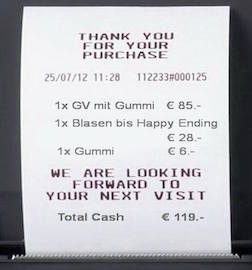 THANK YOU
FOR YOUR
PURCHASE
25/07/12 11:28 112233#000125
1x GV mit Gummi € 85.-
1x Blasen bis Happy Ending
€ 28.-
1x Gummi € 6.-
WE ARE LOOKING
FORWARD TO
YOUR NEXT VISIT
Total Cash € 119.-